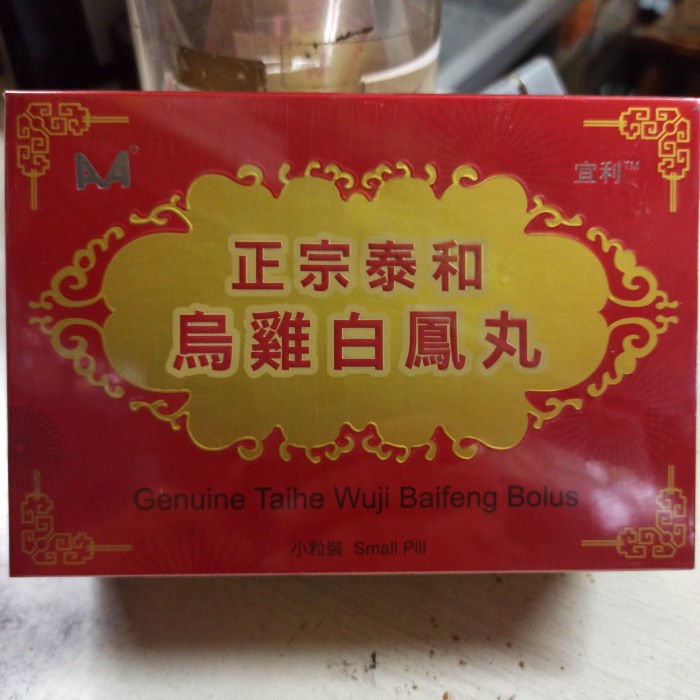 宜利™
正宗泰和
烏雞白鳳丸
Genuine Taihe Wuji Baifeng Bolus
小粒裝 Small Pill